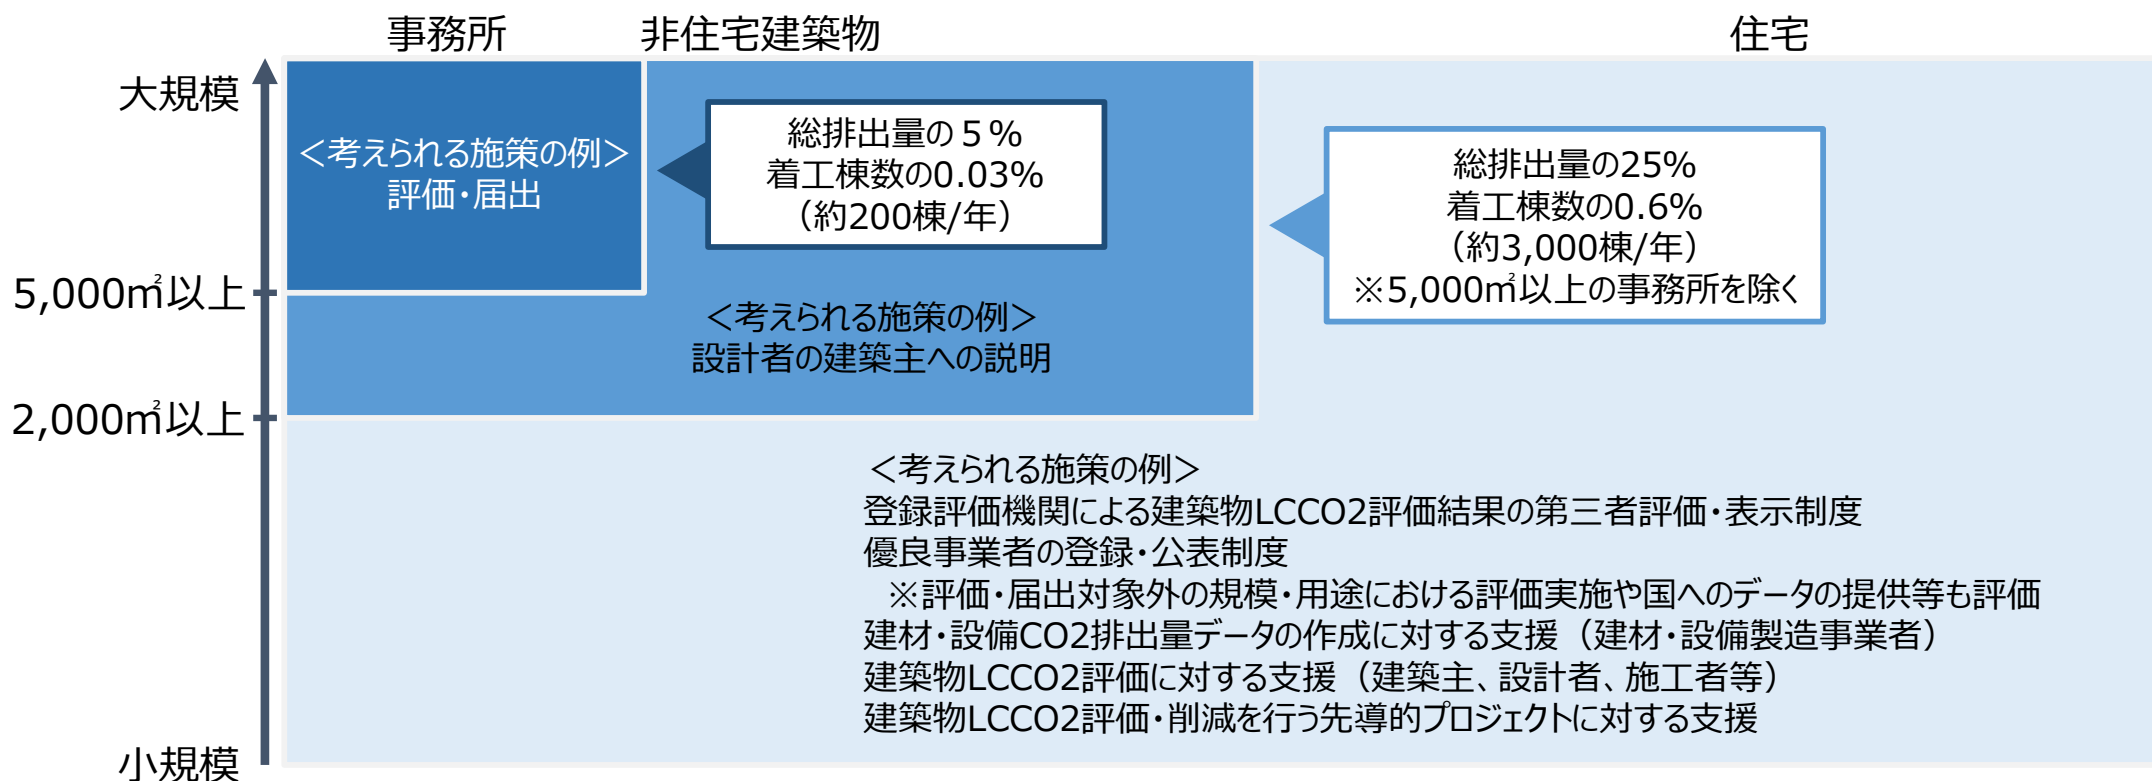 事務所
非住宅建築物
住宅
大規模
＜考えられる施策の例＞
評価・届出
総排出量の５％
着工棟数の0.03%
（約200棟/年）
総排出量の25%
着工棟数の0.6%
（約3,000棟/年）
※5,000㎡以上の事務所を除く
5,000㎡以上
＜考えられる施策の例＞
設計者の建築主への説明
2,000㎡以上
＜考えられる施策の例＞
登録評価機関による建築物LCCO2評価結果の第三者評価・表示制度
優良事業者の登録・公表制度
※評価・届出対象外の規模・用途における評価実施や国へのデータの提供等も評価
建材・設備CO2排出量データの作成に対する支援（建材・設備製造事業者）
建築物LCCO2評価に対する支援（建築主、設計者、施工者等）
建築物LCCO2評価・削減を行う先導的プロジェクトに対する支援
小規模